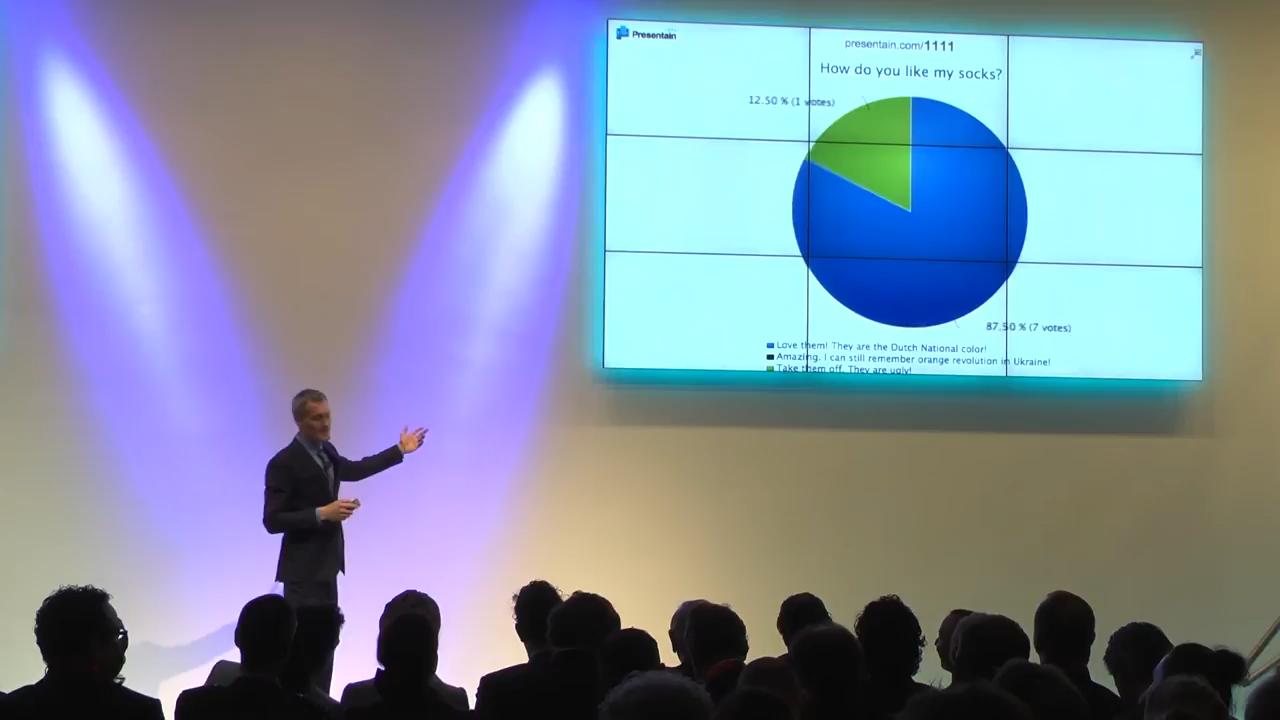 Presentain
presentain.com/1111
How do you like my socks?
12.50 % (1 votes)
87.50 % (7 votes)
Love them! They are the Dutch National color!
Amazing. I can still remember orange revolution in Ukraine!
Take them off. They are ugly!